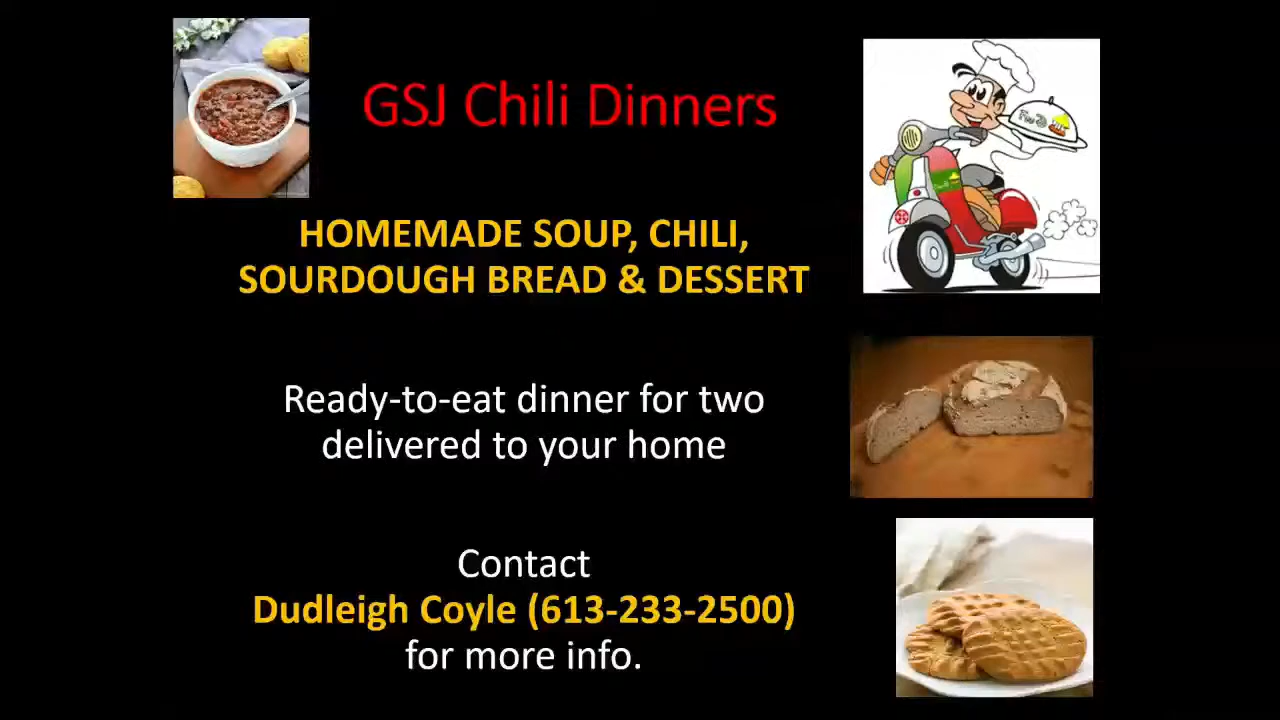 GSJ Chili Dinners
HOMEMADE SOUP, CHILI,
SOURDOUGH BREAD & DESSERT
Ready-to-eat dinner for two
delivered to your home
Contact
Dudleigh Coyle (613-233-2500)
for more info.